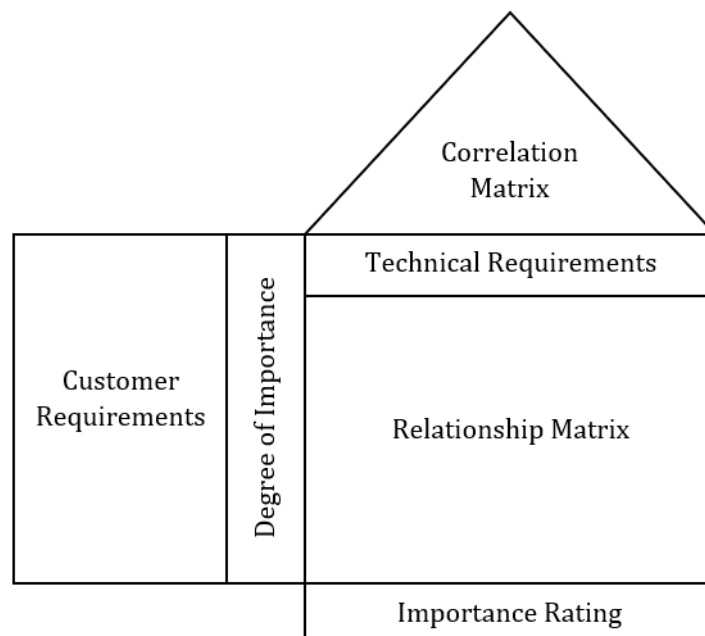 Correlation
Matrix
Technical Requirements
Customer
Requirements
Degree of Importance
Relationship Matrix
Importance Rating